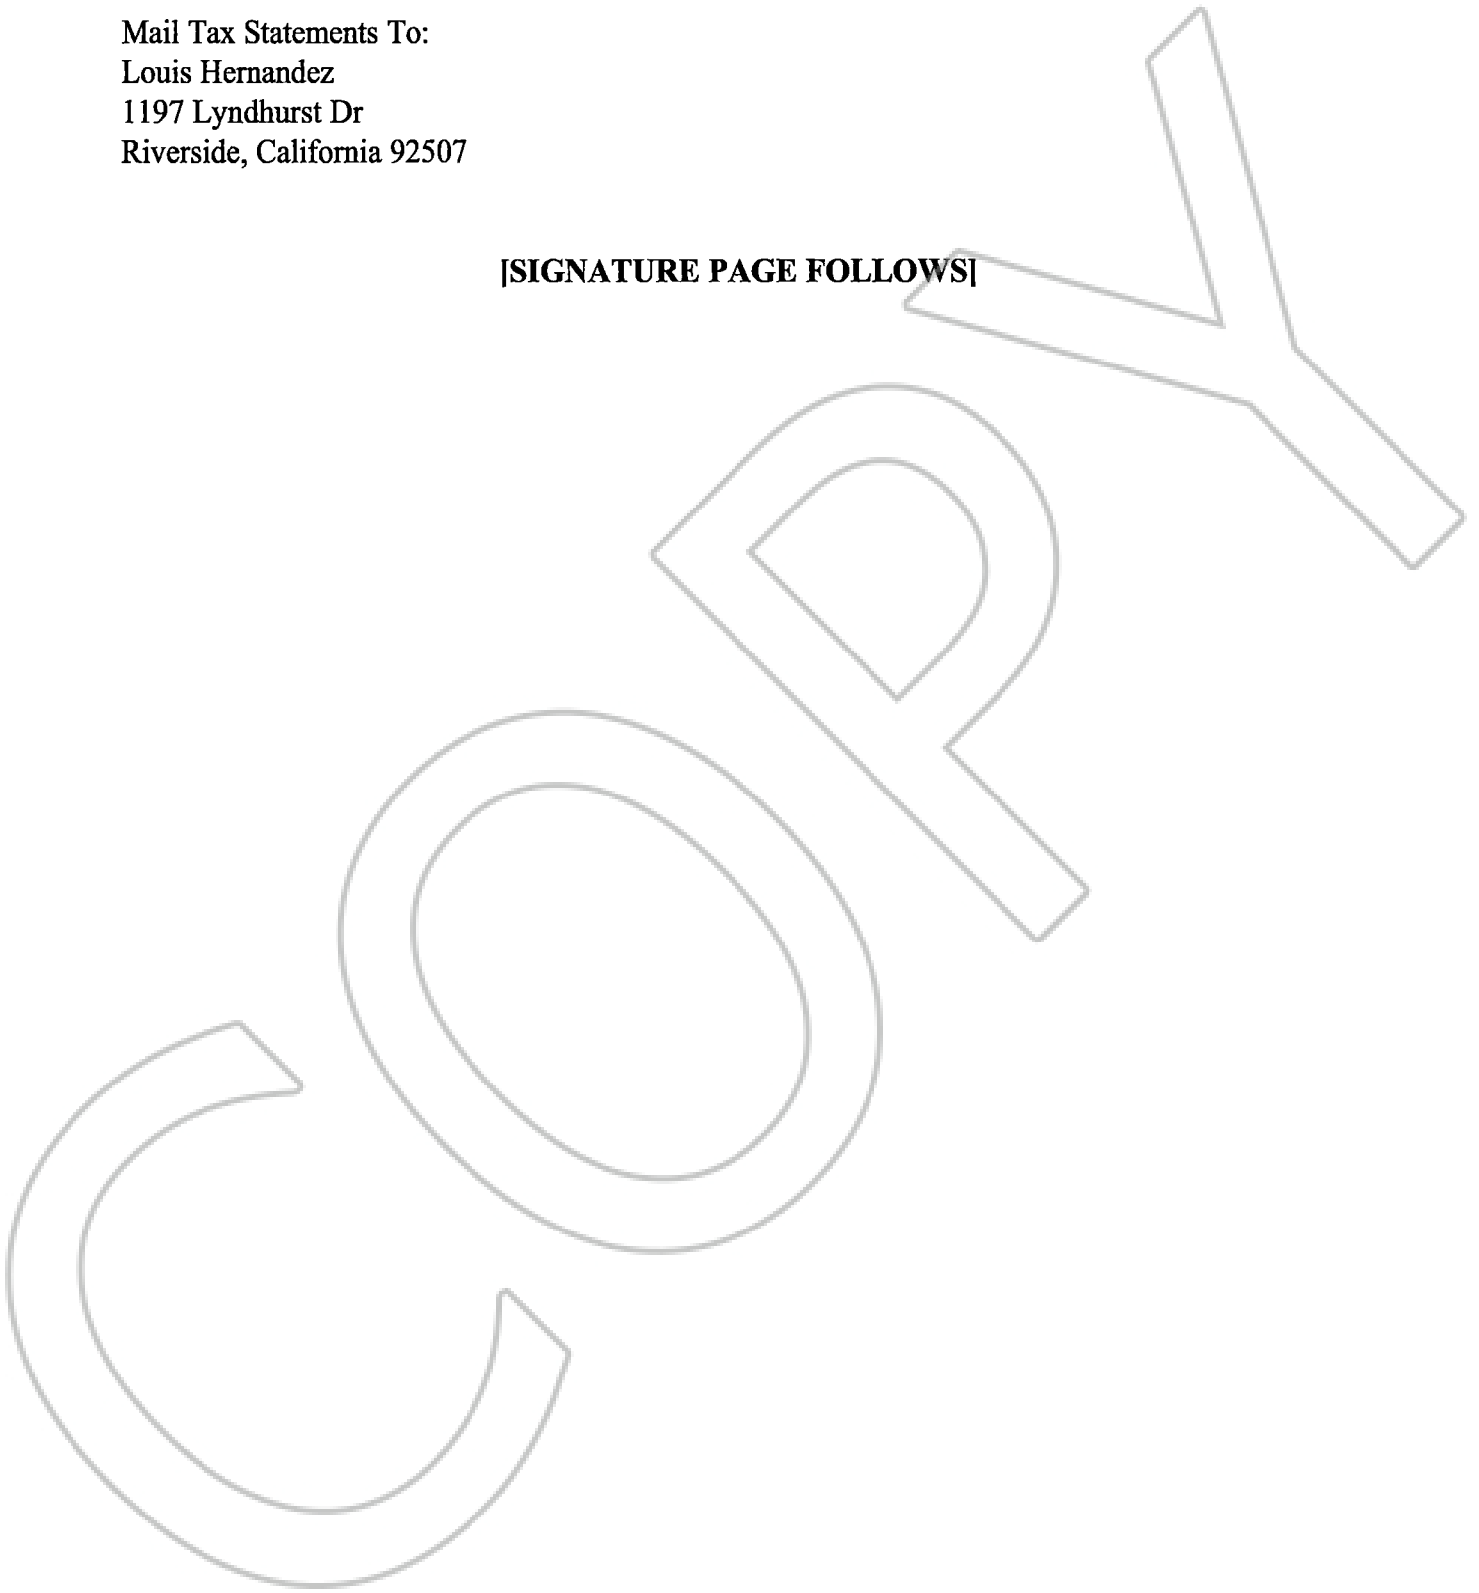 Mail Tax Statements To:
Louis Hernandez
1197 Lyndhurst Dr
Riverside, California 92507
[SIGNATURE PAGE FOLLOWS[
COPY